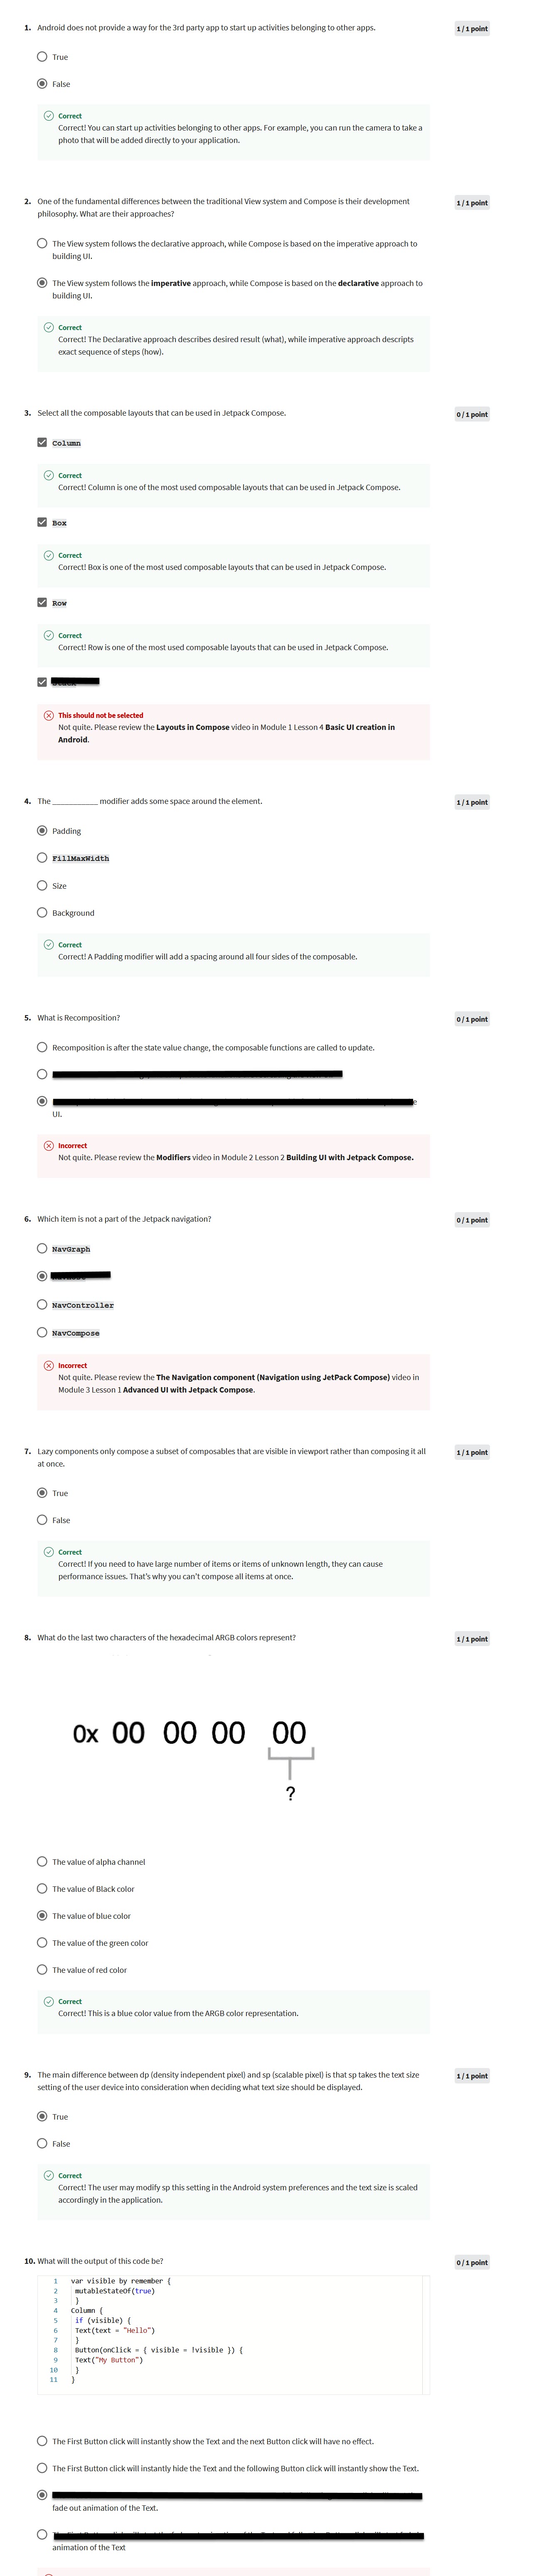 1. Android does not provide a way for the 3rd party app to start up activities belonging to other apps. 1 / 1 point
True
False
Correct
Correct! You can start up activities belonging to other apps. For example, you can run the camera to take a
photo that will be added directly to your application.
2. One of the fundamental differences between the traditional View system and Compose is their development 1 / 1 point
philosophy. What are their approaches?
The View system follows the declarative approach, while Compose is based on the imperative approach to
building UI.
The View system follows the imperative approach, while Compose is based on the declarative approach to
building UI.
Correct
Correct! The Declarative approach describes desired result (what), while imperative approach descripts
exact sequence of steps (how).
3. Select all the composable layouts that can be used in Jetpack Compose. 0 / 1 point
Column
Correct
Correct! Column is one of the most used composable layouts that can be used in Jetpack Compose.
Box
Correct
Correct! Box is one of the most used composable layouts that can be used in Jetpack Compose.
Row
Correct
Correct! Row is one of the most used composable layouts that can be used in Jetpack Compose.
This should not be selected
Not quite. Please review the Layouts in Compose video in Module 1 Lesson 4 Basic UI creation in
Android.
4. The ____________ modifier adds some space around the element. 1 / 1 point
Padding
FillMaxWidth
Size
Background
Correct
Correct! A Padding modifier will add a spacing around all four sides of the composable.
5. What is Recomposition? 0 / 1 point
Recomposition is after the state value change, the composable functions are called to update.
UI.
Incorrect
Not quite. Please review the Modifiers video in Module 2 Lesson 2 Building UI with Jetpack Compose.
6. Which item is not a part of the Jetpack navigation? 0 / 1 point
NavGraph
NavController
NavCompose
Incorrect
Not quite. Please review the The Navigation component (Navigation using JetPack Compose) video in
Module 3 Lesson 1 Advanced UI with Jetpack Compose.
7. Lazy components only compose a subset of composables that are visible in viewport rather than composing it all 1 / 1 point
at once.
True
False
Correct
Correct! If you need to have large number of items or items of unknown length, they can cause
performance issues. That's why you can't compose all items at once.
8. What do the last two characters of the hexadecimal ARGB colors represent? 1 / 1 point
0x 00 00 00 00
?
The value of alpha channel
The value of Black color
The value of blue color
The value of the green color
The value of red color
Correct
Correct! This is a blue color value from the ARGB color representation.
9. The main difference between dp (density independent pixel) and sp (scalable pixel) is that sp takes the text size 1 / 1 point
setting of the user device into consideration when deciding what text size should be displayed.
True
False
Correct
Correct! The user may modify sp this setting in the Android system preferences and the text size is scaled
accordingly in the application.
10. What will the output of this code be? 0 / 1 point
1 var visible by remember {
2 mutableStateOf(true)
3 }
4 Column {
5 if (visible) {
6 Text(text = "Hello")
7 }
8 Button(onClick = { visible = !visible }) {
9 Text("My Button")
10 }
11 }
The First Button click will instantly show the Text and the next Button click will have no effect.
The First Button click will instantly hide the Text and the following Button click will instantly show the Text.
fade out animation of the Text.
animation of the Text